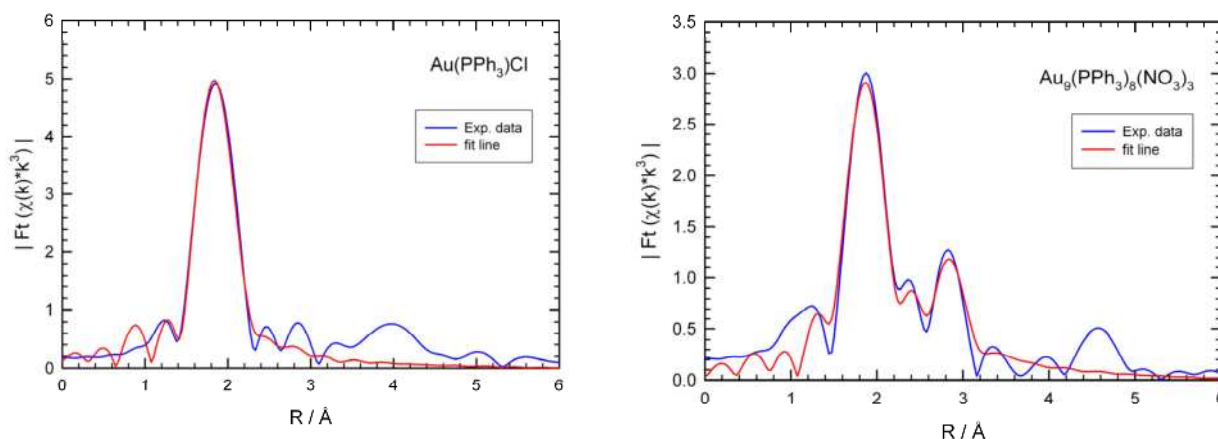 6
5
4
3
2
1
0
| Ft (χ(k)*k³) |
Au(PPh₃)Cl
Exp. data
fit line
0 1 2 3 4 5 6
R / Å
3.5
3.0
2.5
2.0
1.5
1.0
0.5
0.0
| Ft (χ(k)*k³) |
Au₉(PPh₃)₈(NO₃)₃
Exp. data
fit line
0 1 2 3 4 5
R / Å